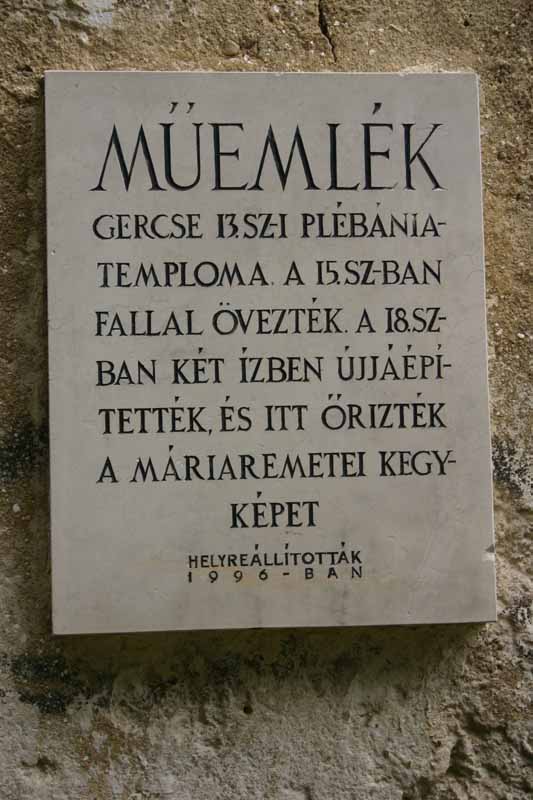 MŰEMLÉK
GERCSE 13.SZ-I PLÉBÁNIA-
TEMPLOMA. A 15.SZ-BAN
FALLAL ÖVEZTÉK. A 18.SZ-
BAN KÉT ÍZBEN ÚJJÁÉPÍ-
TETTÉK, ÉS ITT ŐRIZTÉK
A MÁRIAREMETEI KEGY-
KÉPET
HELYREÁLLÍTOTTÁK
1996-BAN